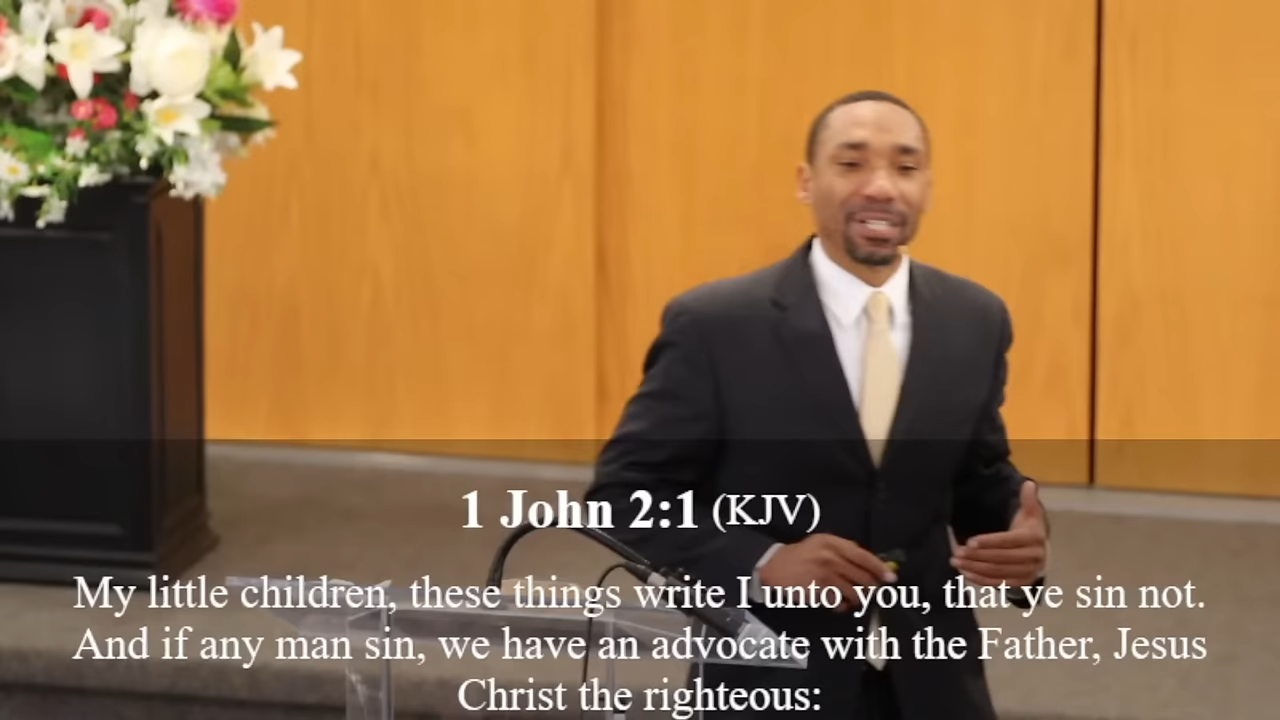 1 John 2:1 (KJV)
My little children, these things write I unto you, that ye sin not.
And if any man sin, we have an advocate with the Father, Jesus
Christ the righteous: